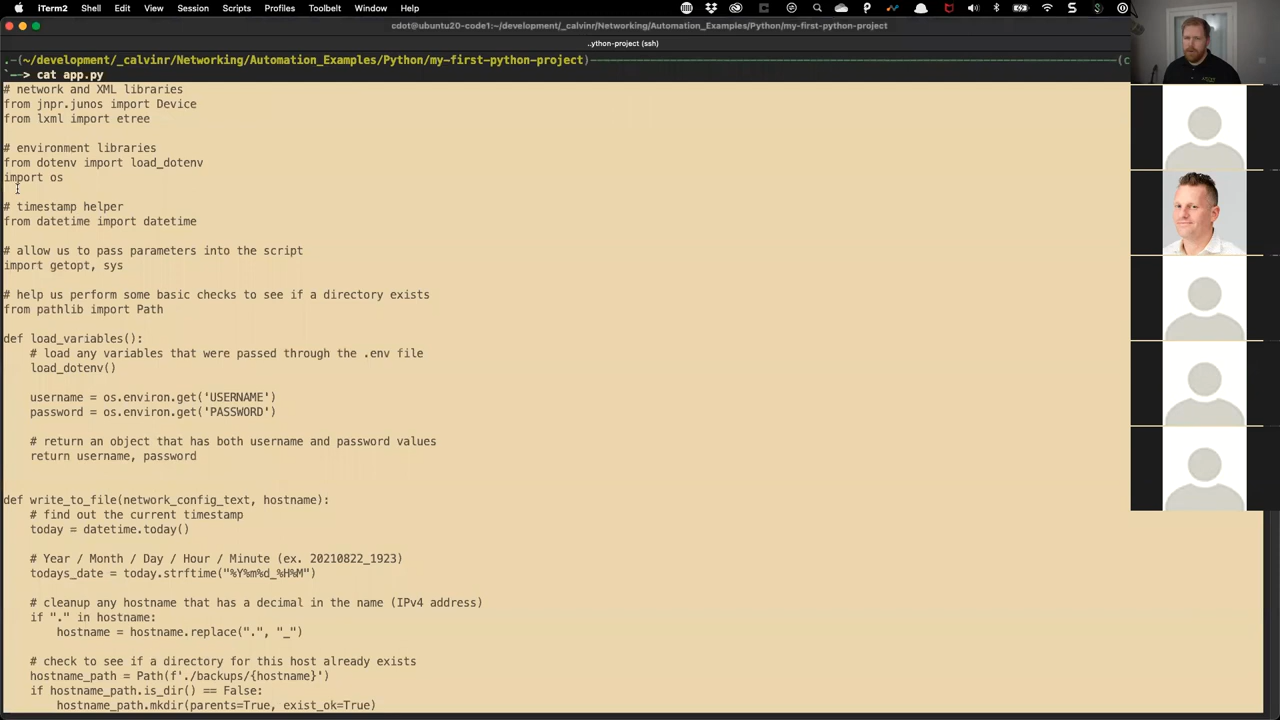 iTerm2 Shell Edit View Session Scripts Profiles Toolbelt Window Help
cdot@ubuntu20-code1:~/development/_calvinr/Networking/Automation_Examples/Python/my-first-python-project
..ython-project (ssh)
.-(~/development/_calvinr/Networking/Automation_Examples/Python/my-first-python-project)
`--> cat app.py
# network and XML libraries
from jnpr.junos import Device
from lxml import etree
# environment libraries
from dotenv import load_dotenv
import os
# timestamp helper
from datetime import datetime
# allow us to pass parameters into the script
import getopt, sys
# help us perform some basic checks to see if a directory exists
from pathlib import Path
def load_variables():
    # load any variables that were passed through the .env file
    load_dotenv()
    username = os.environ.get('USERNAME')
    password = os.environ.get('PASSWORD')
    # return an object that has both username and password values
    return username, password
def write_to_file(network_config_text, hostname):
    # find out the current timestamp
    today = datetime.today()
    # Year / Month / Day / Hour / Minute (ex. 20210822_1923)
    todays_date = today.strftime("%Y%m%d_%H%M")
    # cleanup any hostname that has a decimal in the name (IPv4 address)
    if "." in hostname:
        hostname = hostname.replace(".", "_")
    # check to see if a directory for this host already exists
    hostname_path = Path(f'./backups/{hostname}')
    if hostname_path.is_dir() == False:
        hostname_path.mkdir(parents=True, exist_ok=True)